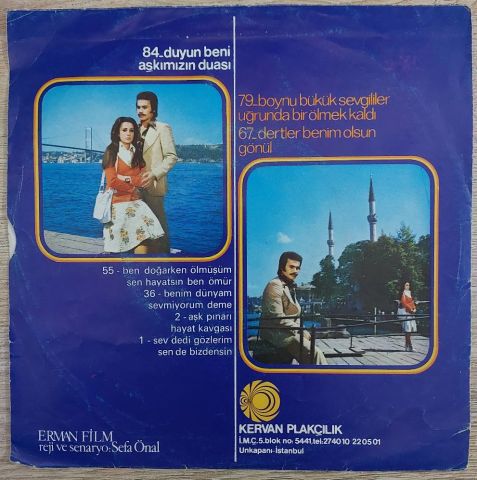 84_duyun beni
aşkımızın duası
79_boynu bükük sevgililer
uğrunda bir ölmek kaldı
67_dertler benim olsun
gönül
55 - ben doğarken ölmüşüm
sen hayatsın ben ömür
36 - benim dünyam
sevmiyorum deme
2 - aşk pınarı
hayat kavgası
1 - sev dedi gözlerim
sen de bizdensin
ERMAN FİLM
reji ve senaryo: Sefa Önal
KERVAN PLAKÇILIK
İ.M.Ç.5.blok no: 5441.tel:274010 220501
Unkapanı-İstanbul